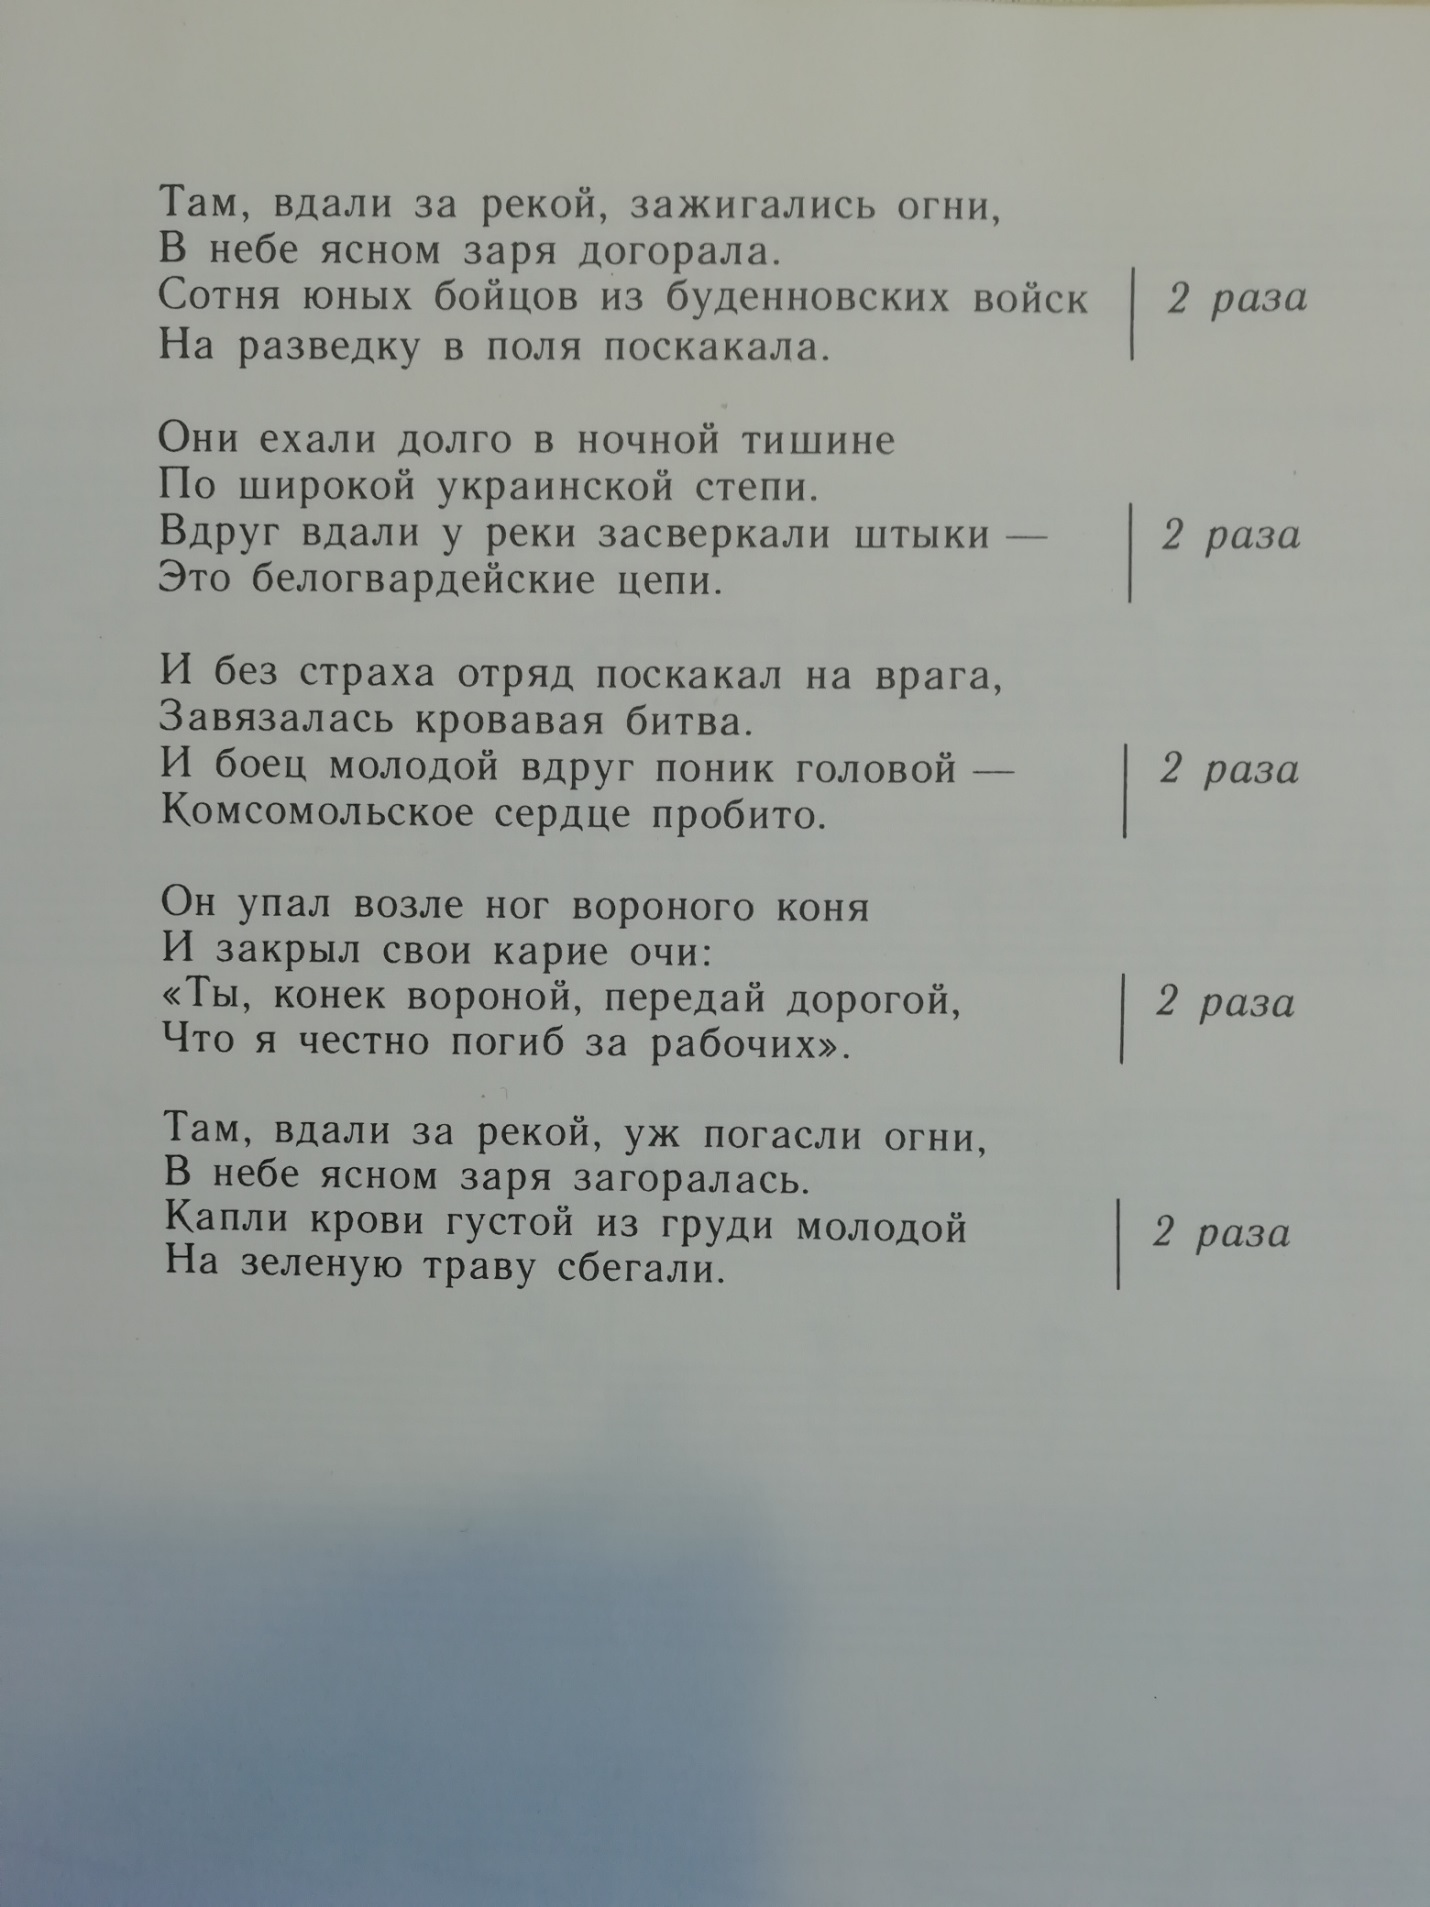 Там, вдали за рекой, зажигались огни,
В небе ясном заря догорала.
Сотня юных бойцов из буденновских войск
На разведку в поля поскакала.
2 раза
Они ехали долго в ночной тишине
По широкой украинской степи.
Вдруг вдали у реки засверкали штыки —
Это белогвардейские цепи.
2 раза
И без страха отряд поскакал на врага,
Завязалась кровавая битва.
И боец молодой вдруг поник головой —
Комсомольское сердце пробито.
2 раза
Он упал возле ног вороного коня
И закрыл свои карие очи:
«Ты, конек вороной, передай дорогой,
Что я честно погиб за рабочих».
2 раза
Там, вдали за рекой, уж погасли огни,
В небе ясном заря загоралась.
Капли крови густой из груди молодой
На зеленую траву сбегали.
2 раза